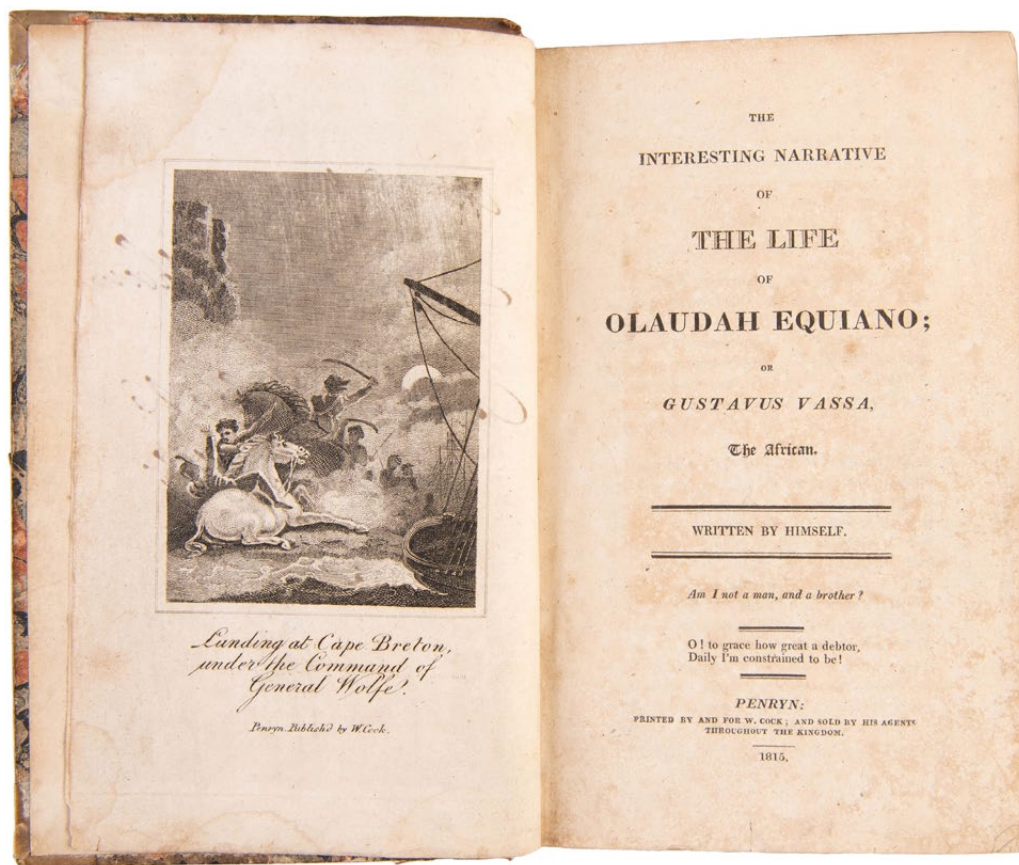 Landing at Cape Breton,
under the Command of
General Wolfe.
Penryn. Publish'd by W. Cock.
THE
INTERESTING NARRATIVE
OF
THE LIFE
OF
OLAUDAH EQUIANO;
OR
GUSTAVUS VASSA,
The African.
WRITTEN BY HIMSELF.
Am I not a man, and a brother?
O! to grace how great a debtor,
Daily I'm constrained to be!
PENRYN:
PRINTED BY AND FOR W. COCK; AND SOLD BY HIS AGENTS
THROUGHOUT THE KINGDOM.
1815.